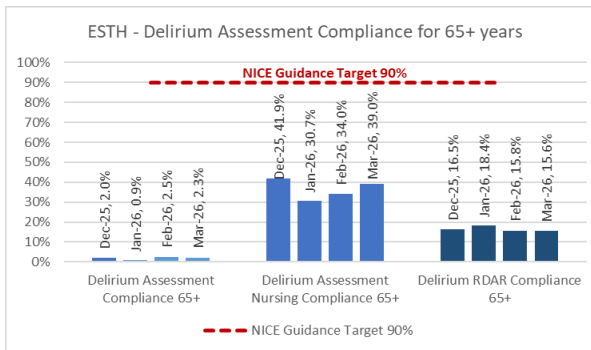 ESTH - Delirium Assessment Compliance for 65+ years
100%
90%
80%
70%
60%
50%
40%
30%
20%
10%
0%
NICE Guidance Target 90%
Dec-25, 2.0%
Jan-26, 0.9%
Feb-26, 2.5%
Mar-26, 2.3%
Dec-25, 41.9%
Jan-26, 30.7%
Feb-26, 34.0%
Mar-26, 39.0%
Dec-25, 16.5%
Jan-26, 18.4%
Feb-26, 15.8%
Mar-26, 15.6%
Delirium Assessment
Compliance 65+
Delirium Assessment
Nursing Compliance 65+
Delirium RDAR Compliance
65+
NICE Guidance Target 90%